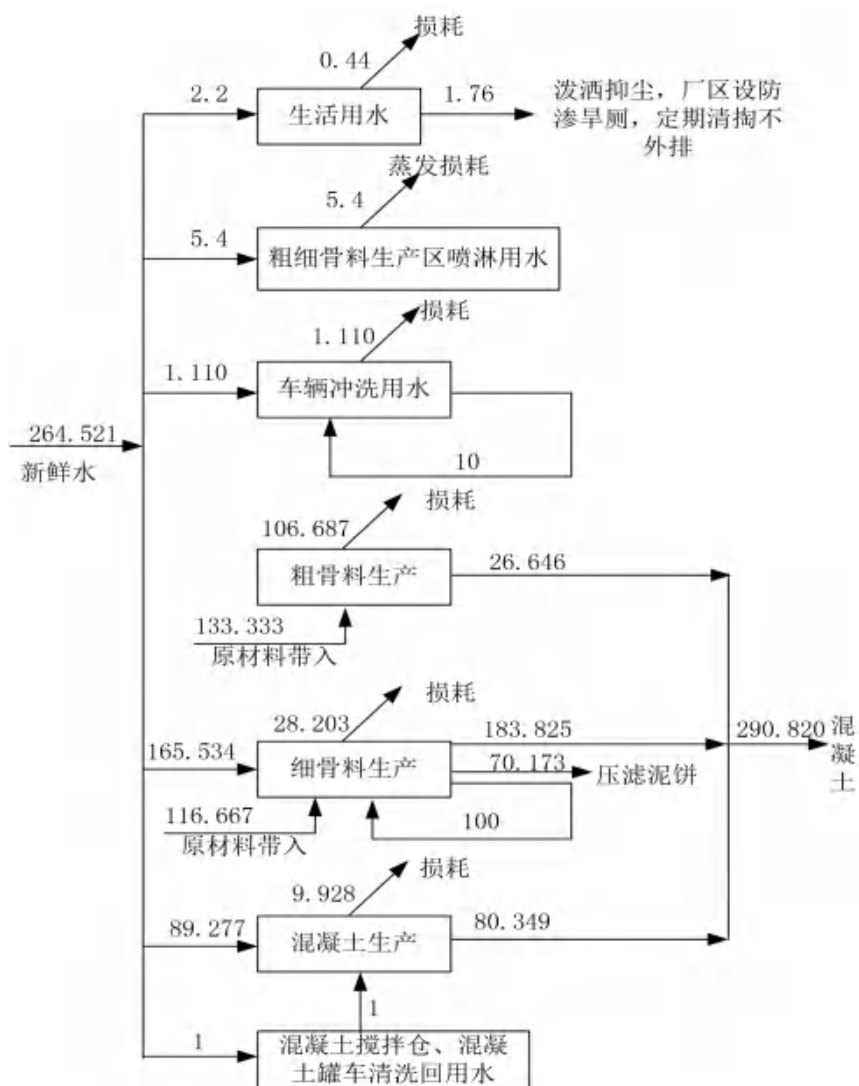 损耗
0.44
2.2
生活用水
1.76
泼洒抑尘，厂区设防
渗旱厕，定期清掏不
外排
蒸发损耗
5.4
5.4
粗细骨料生产区喷淋用水
损耗
1.110
1.110
车辆冲洗用水
10
264.521
新鲜水
损耗
106.687
粗骨料生产
26.646
133.333
原材料带入
损耗
28.203
165.534
细骨料生产
183.825
70.173
压滤泥饼
100
116.667
原材料带入
290.820
混
凝
土
损耗
9.928
89.277
混凝土生产
80.349
1
1
混凝土搅拌仓、混凝
土罐车清洗回用水